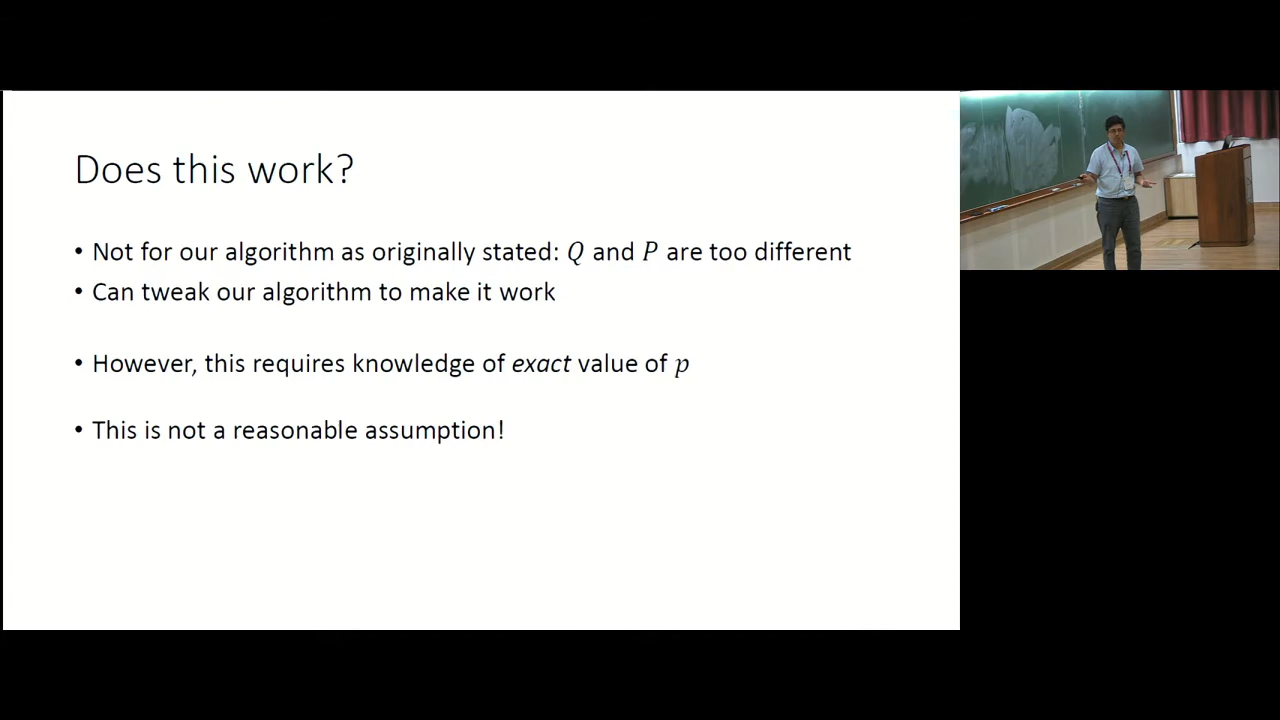 Does this work?
• Not for our algorithm as originally stated: Q and P are too different
• Can tweak our algorithm to make it work
• However, this requires knowledge of exact value of p
• This is not a reasonable assumption!